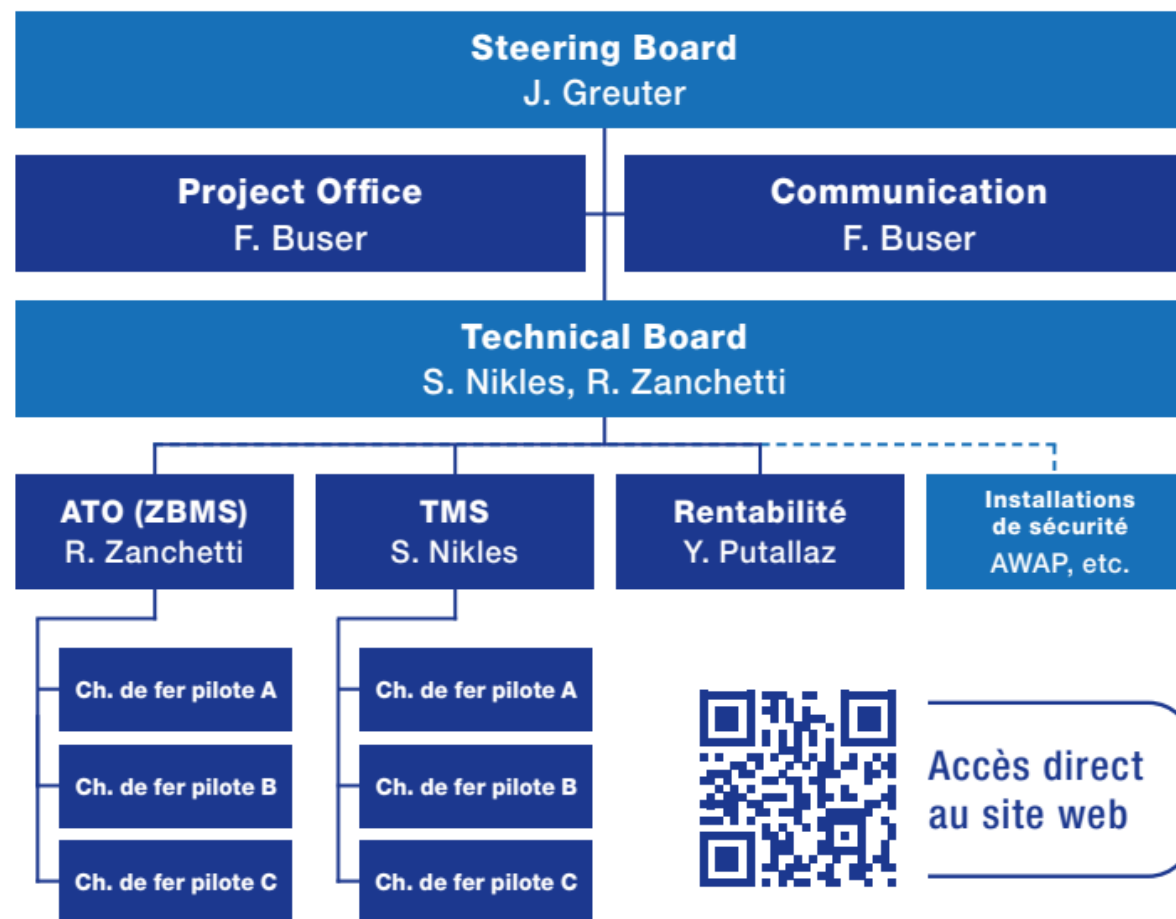 Steering Board
J. Greuter
Project Office
F. Buser
Communication
F. Buser
Technical Board
S. Nikles, R. Zanchetti
ATO (ZBMS)
R. Zanchetti
TMS
S. Nikles
Rentabilité
Y. Putallaz
Installations
de sécurité
AWAP, etc.
Ch. de fer pilote A
Ch. de fer pilote B
Ch. de fer pilote C
Ch. de fer pilote A
Ch. de fer pilote B
Ch. de fer pilote C
Accès direct
au site web